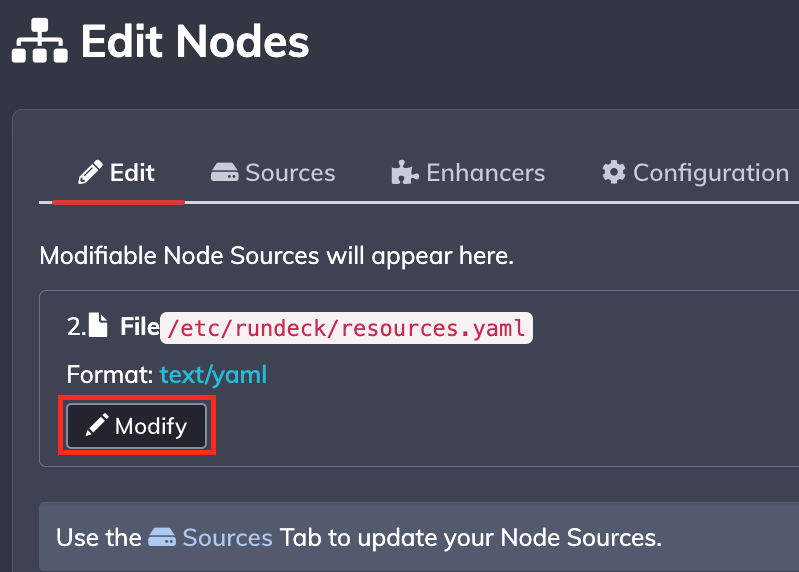 Edit Nodes
Edit Sources Enhancers Configuration
Modifiable Node Sources will appear here.
2. File /etc/rundeck/resources.yaml
Format: text/yaml
Modify
Use the Sources Tab to update your Node Sources.